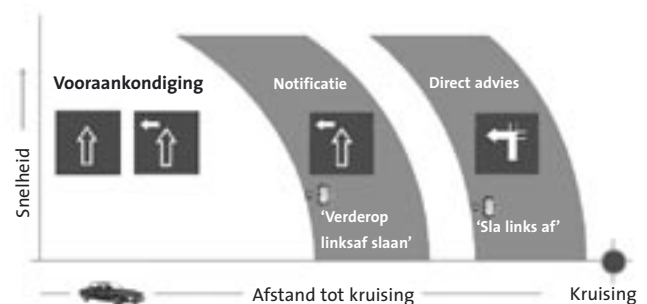 Vooraankondiging
Notificatie
Direct advies
Snelheid
‘Verderop
linksaf slaan’
‘Sla links af’
Afstand tot kruising
Kruising